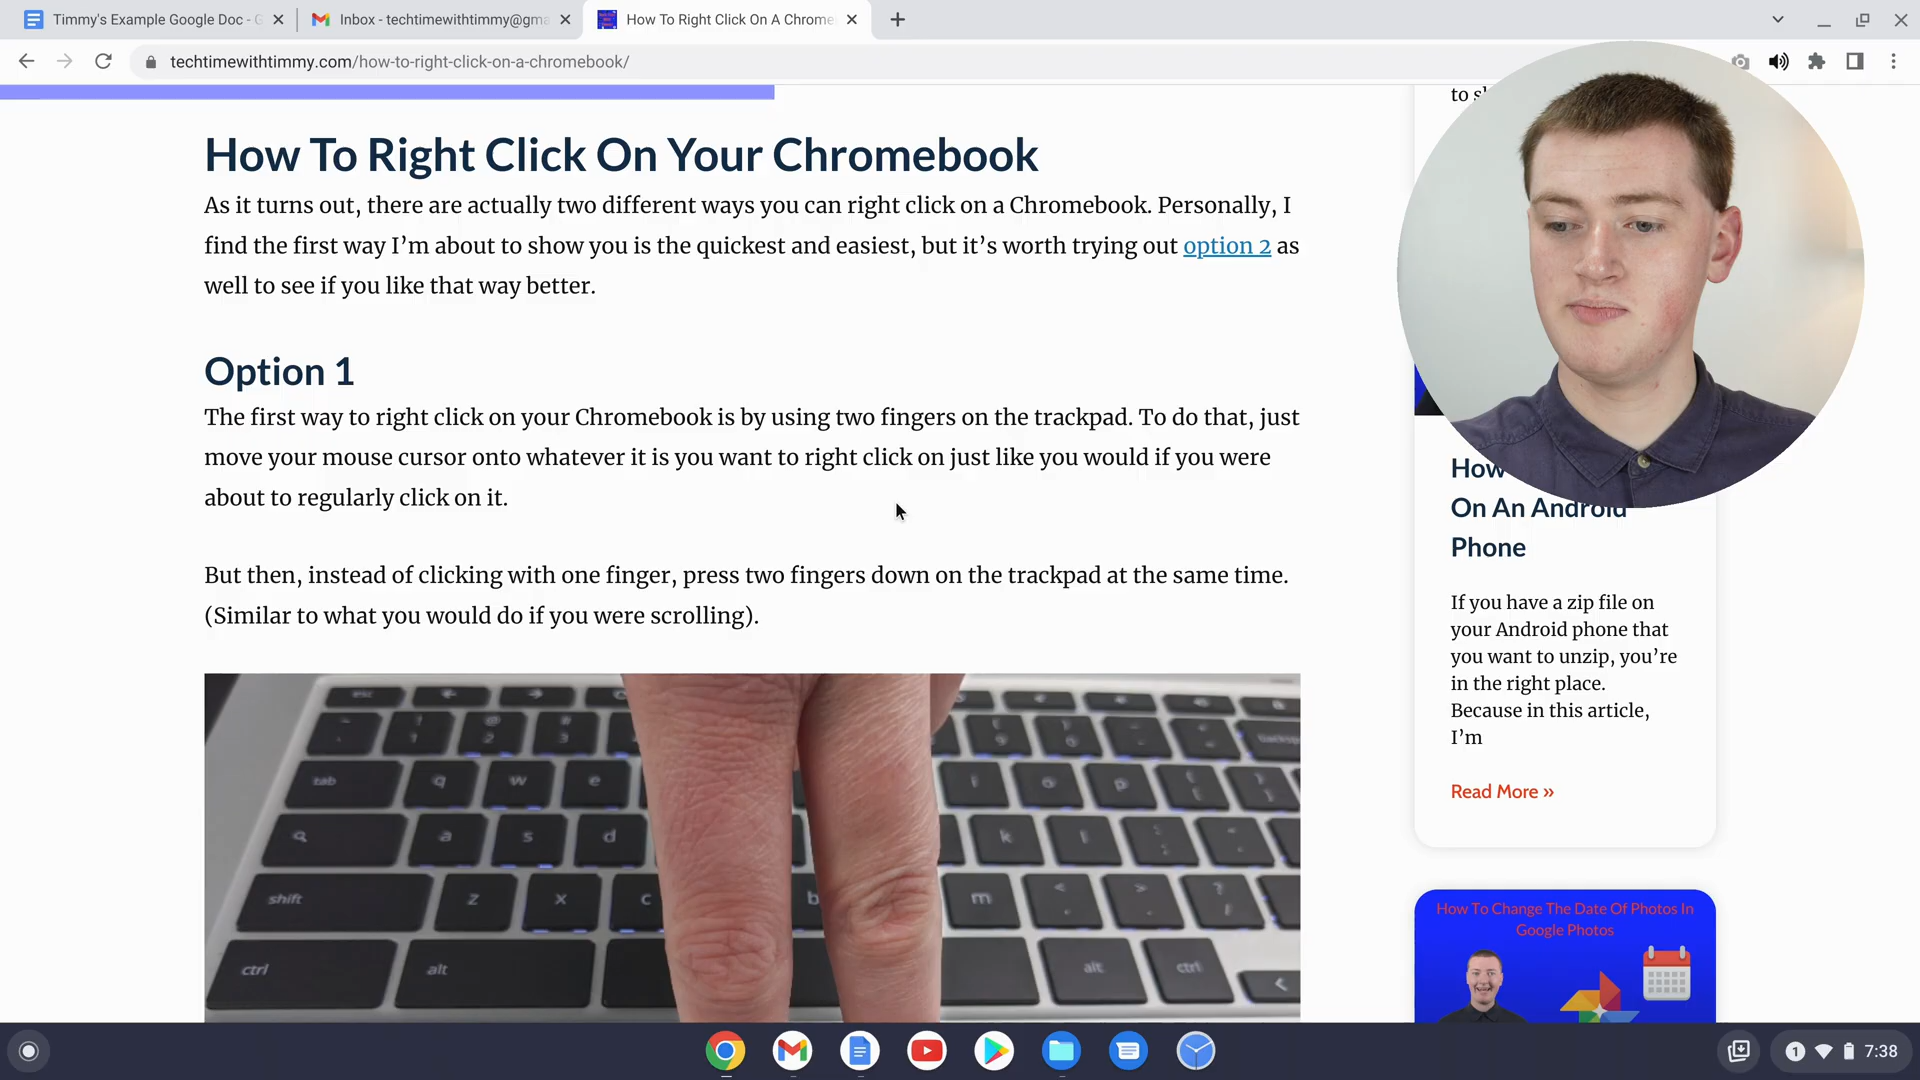 Timmy's Example Google Doc - G
Inbox - techtimewithtimmy@gma
How To Right Click On A Chrome
techtimewithtimmy.com/how-to-right-click-on-a-chromebook/
How To Right Click On Your Chromebook
As it turns out, there are actually two different ways you can right click on a Chromebook. Personally, I
find the first way I’m about to show you is the quickest and easiest, but it’s worth trying out option 2 as
well to see if you like that way better.
Option 1
The first way to right click on your Chromebook is by using two fingers on the trackpad. To do that, just
move your mouse cursor onto whatever it is you want to right click on just like you would if you were
about to regularly click on it.
But then, instead of clicking with one finger, press two fingers down on the trackpad at the same time.
(Similar to what you would do if you were scrolling).
esc
1 2 3
tab q w e i o p
a s d k l
shift z x c b m
ctrl alt alt ctrl
to
How
On An Android
Phone
If you have a zip file on
your Android phone that
you want to unzip, you’re
in the right place.
Because in this article,
I’m
Read More »
How To Change The Date Of Photos In
Google Photos
1 7:38